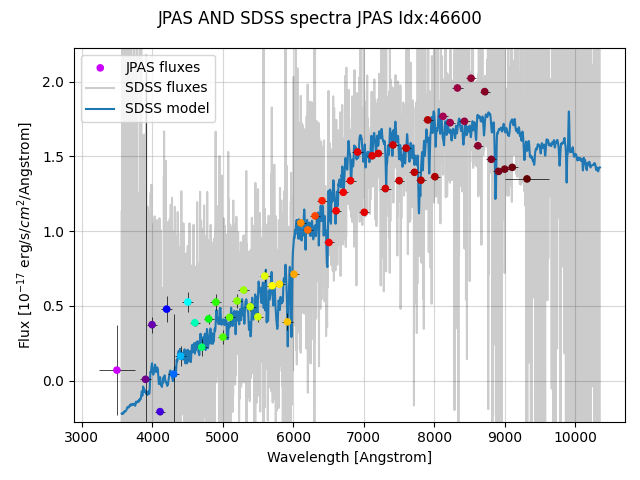 JPAS AND SDSS spectra JPAS Idx:46600
JPAS fluxes
SDSS fluxes
SDSS model
Flux [10⁻¹⁷ erg/s/cm²/Angstrom]
2.0
1.5
1.0
0.5
0.0
3000 4000 5000 6000 7000 8000 9000 10000
Wavelength [Angstrom]